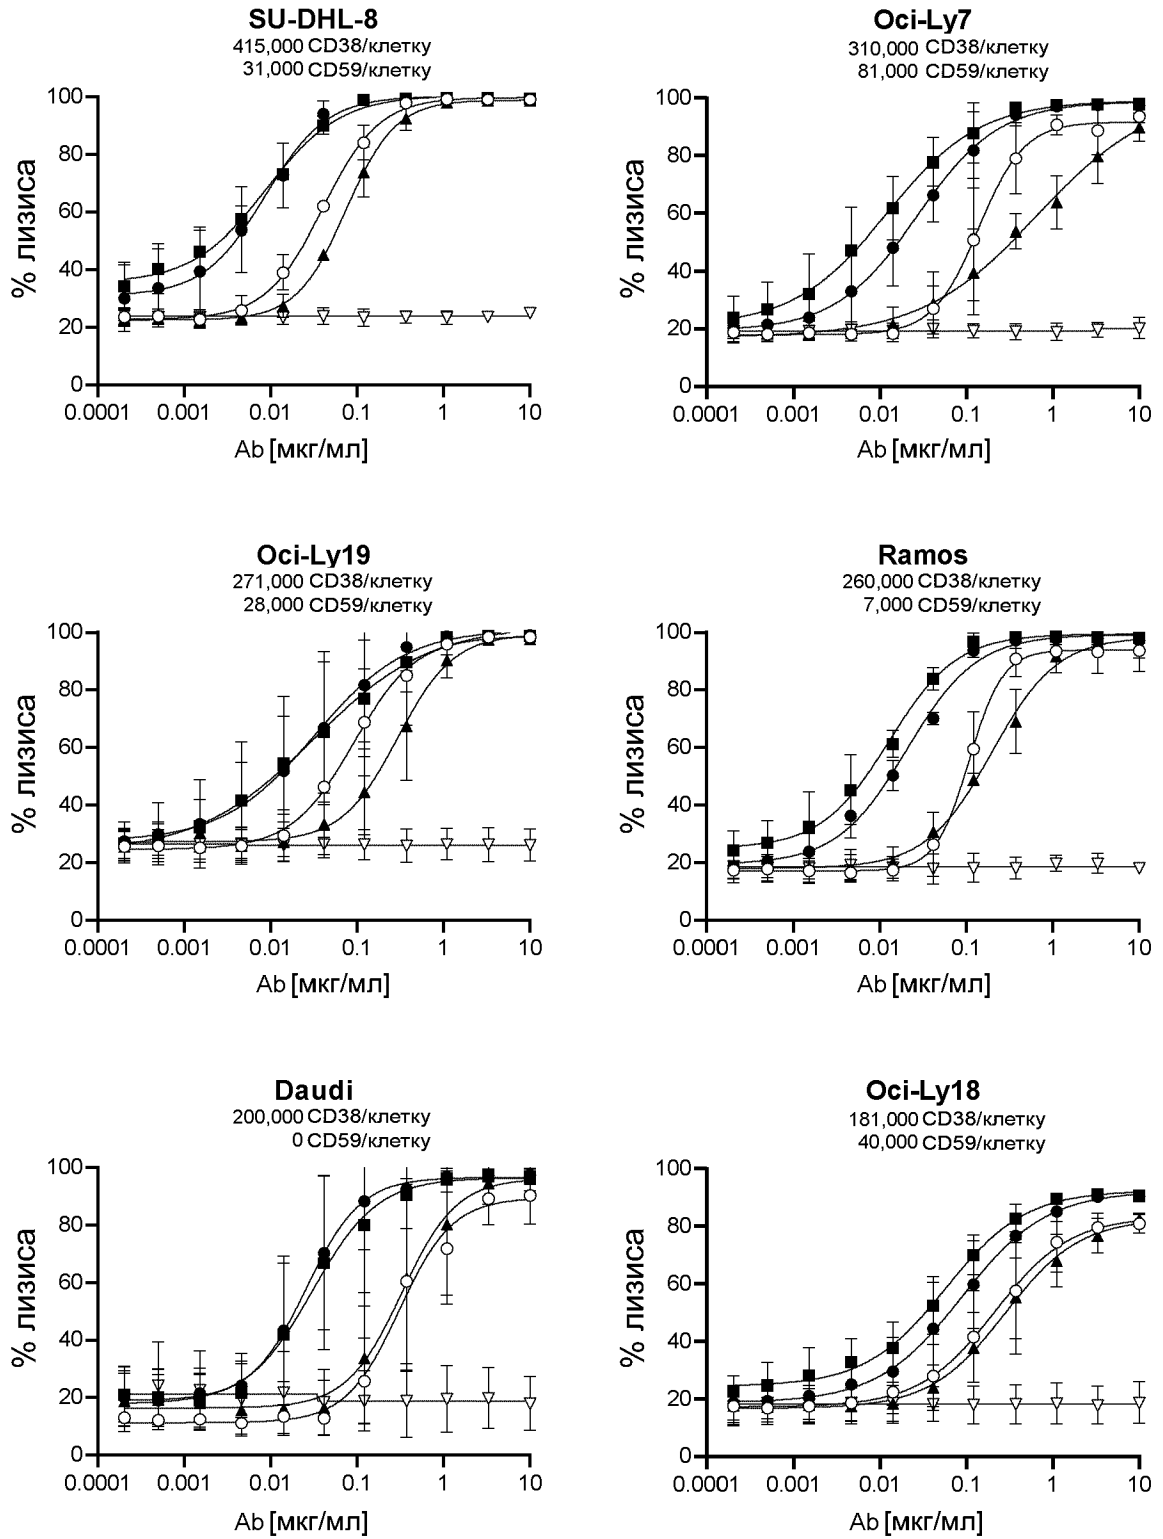 SU-DHL-8
415,000 CD38/клетку
31,000 CD59/клетку
% лизиса
100
80
60
40
20
0
0.0001 0.001 0.01 0.1 1 10
Ab [мкг/мл]
Oci-Ly7
310,000 CD38/клетку
81,000 CD59/клетку
% лизиса
100
80
60
40
20
0
0.0001 0.001 0.01 0.1 1 10
Ab [мкг/мл]
Oci-Ly19
271,000 CD38/клетку
28,000 CD59/клетку
% лизиса
100
80
60
40
20
0
0.0001 0.001 0.01 0.1 1 10
Ab [мкг/мл]
Ramos
260,000 CD38/клетку
7,000 CD59/клетку
% лизиса
100
80
60
40
20
0
0.0001 0.001 0.01 0.1 1 10
Ab [мкг/мл]
Daudi
200,000 CD38/клетку
0 CD59/клетку
% лизиса
100
80
60
40
20
0
0.0001 0.001 0.01 0.1 1 10
Ab [мкг/мл]
Oci-Ly18
181,000 CD38/клетку
40,000 CD59/клетку
% лизиса
100
80
60
40
20
0
0.0001 0.001 0.01 0.1 1 10
Ab [мкг/мл]